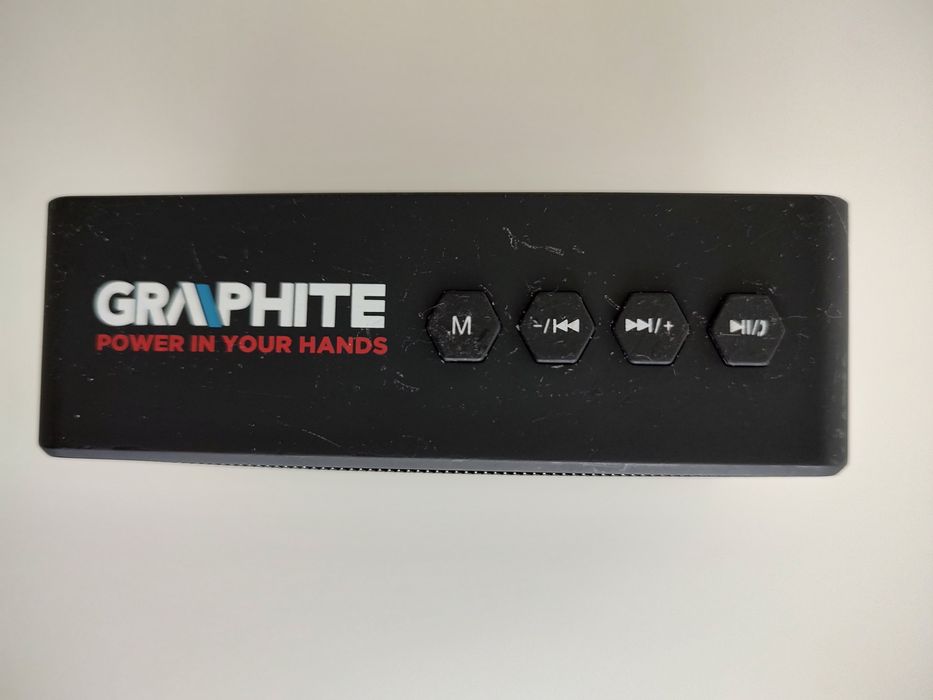 GRAPHITE
POWER IN YOUR HANDS
M
-/⏮
⏭/+
⏯/